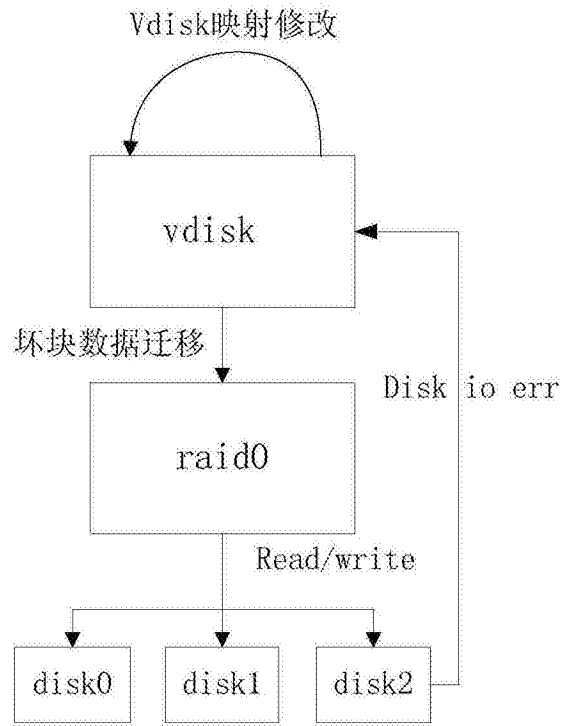 Vdisk映射修改
vdisk
坏块数据迁移
Disk io err
raid0
Read/write
disk0
disk1
disk2